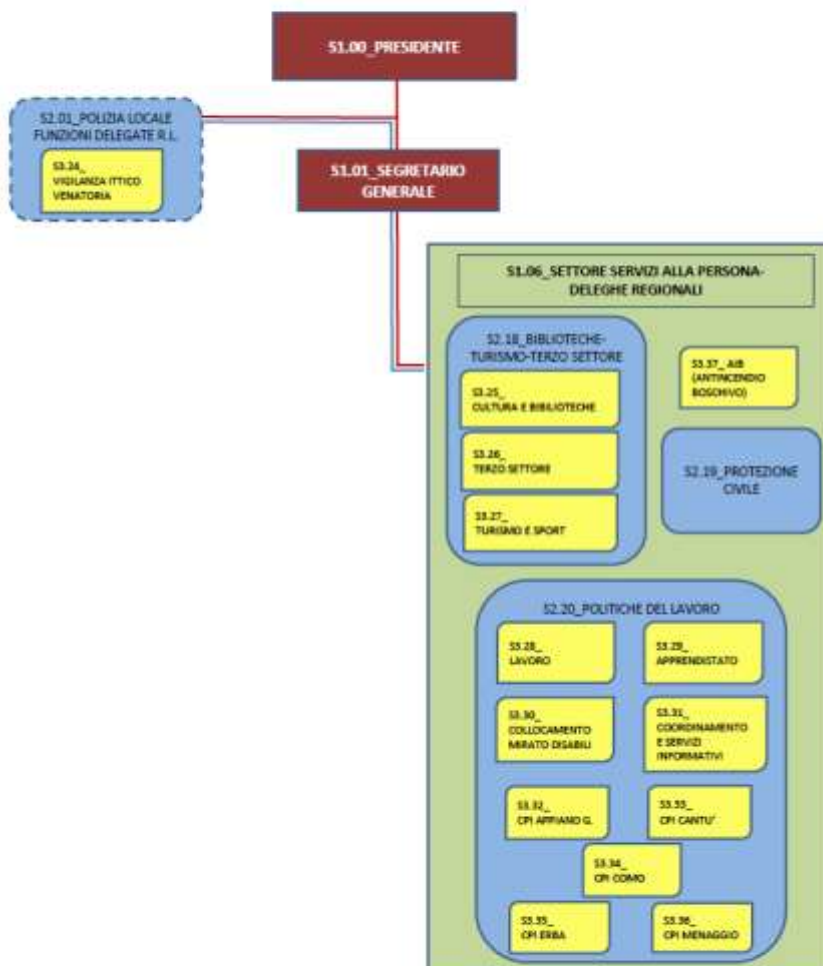 S1.00_PRESIDENTE
S2.01_POLIZIA LOCALE
FUNZIONI DELEGATE R.L.
S3.24_
VIGILANZA ITTICO
VENATORIA
S1.01_SEGRETARIO
GENERALE
S1.06_SETTORE SERVIZI ALLA PERSONA-
DELEGHE REGIONALI
S2.18_BIBLIOTECHE-
TURISMO-TERZO SETTORE
S3.25_
CULTURA E BIBLIOTECHE
S3.26_
TERZO SETTORE
S3.27_
TURISMO E SPORT
S3.37_ AIB
(ANTINCENDIO
BOSCHIVO)
S2.19_PROTEZIONE
CIVILE
S2.20_POLITICHE DEL LAVORO
S3.28_
LAVORO
S3.29_
APPRENDISTATO
S3.30_
COLLOCAMENTO
MIRATO DISABILI
S3.31_
COORDINAMENTO
E SERVIZI
INFORMATIVI
S3.32_
CPI APPIANO G.
S3.33_
CPI CANTU'
S3.34_
CPI COMO
S3.35_
CPI ERBA
S3.36_
CPI MENAGGIO